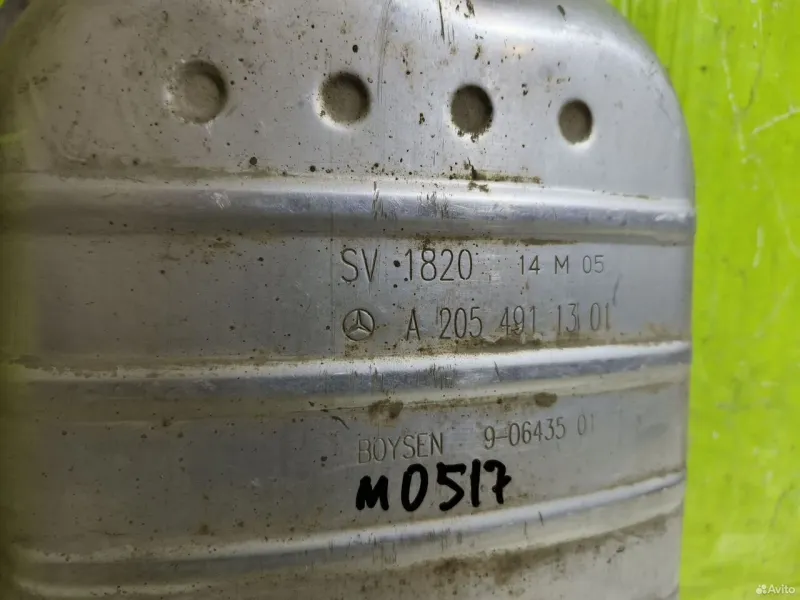 SV 1820 14 M 05
A 205 491 13 01
BOYSEN 9-06435 01
M0517
Avito